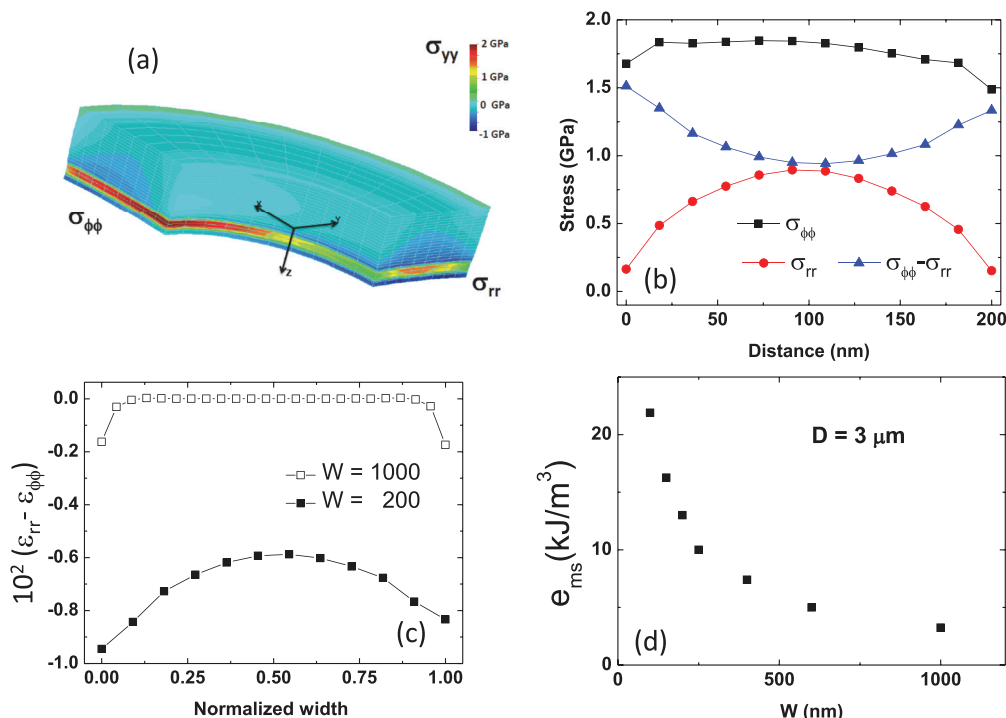 (a)
σyy
2 GPa
1 GPa
0 GPa
-1 GPa
σϕϕ
σrr
X
Y
Z
Stress (GPa)
2.0
1.5
1.0
0.5
0.0
σϕϕ
σrr
σϕϕ-σrr
(b)
0 50 100 150 200
Distance (nm)
10² (εrr- εϕϕ)
0.0
-0.2
-0.4
-0.6
-0.8
-1.0
W = 1000
W = 200
(c)
0.00 0.25 0.50 0.75 1.00
Normalized width
ems(kJ/m³)
20
10
0
D = 3 μm
(d)
0 500 1000
W (nm)